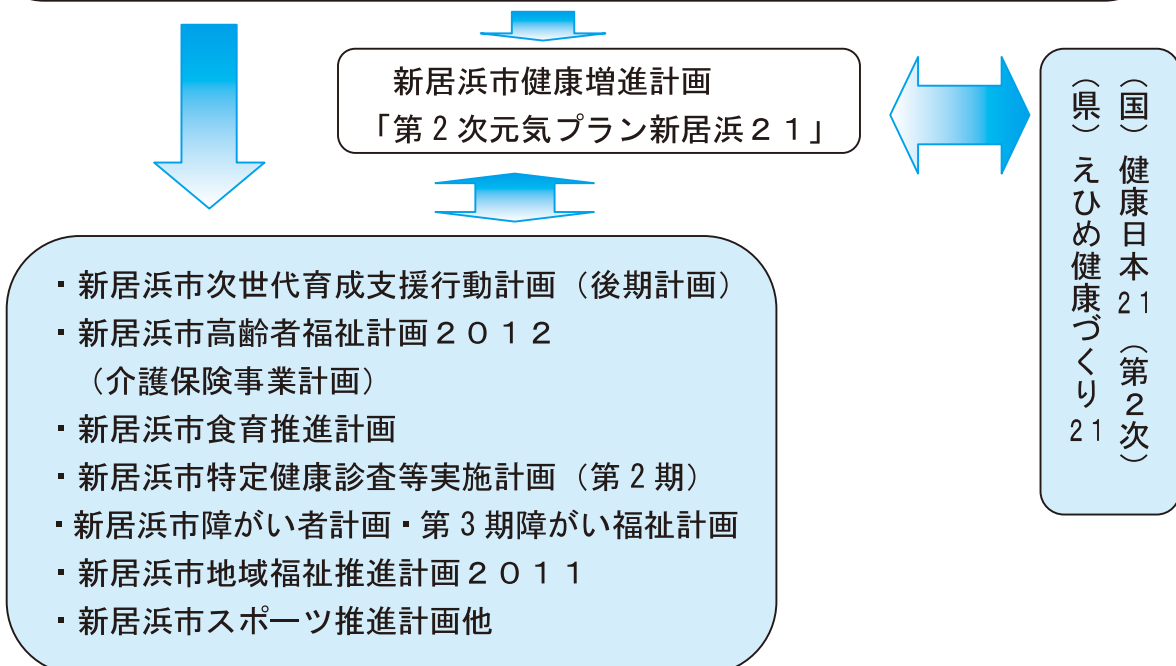 新居浜市健康増進計画
「第２次元気プラン新居浜２１」
（国）健康日本21（第２次）
（県）えひめ健康づくり21
・新居浜市次世代育成支援行動計画（後期計画）
・新居浜市高齢者福祉計画２０１２
（介護保険事業計画）
・新居浜市食育推進計画
・新居浜市特定健康診査等実施計画（第２期）
・新居浜市障がい者計画・第３期障がい福祉計画
・新居浜市地域福祉推進計画２０１１
・新居浜市スポーツ推進計画他